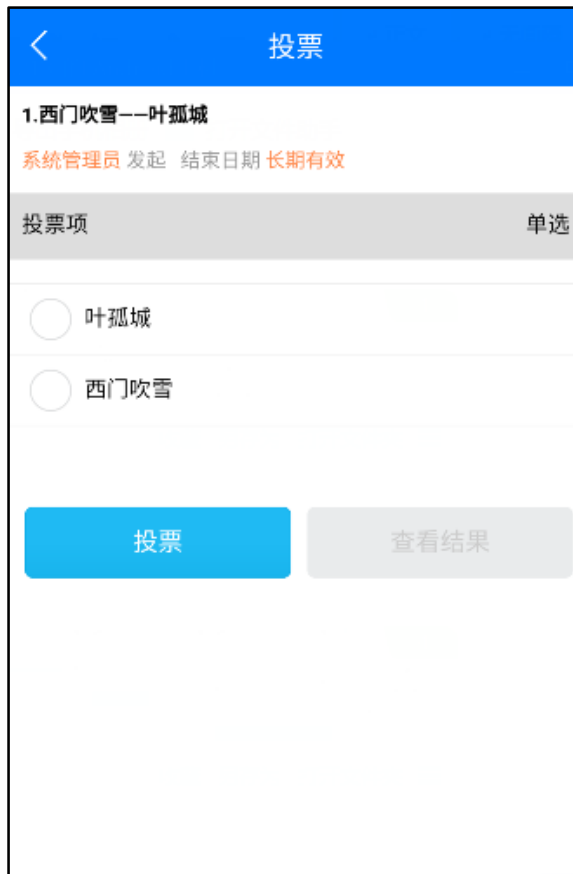 投票
1.西门吹雪——叶孤城
系统管理员 发起 结束日期 长期有效
投票项 单选
叶孤城
西门吹雪
投票 查看结果